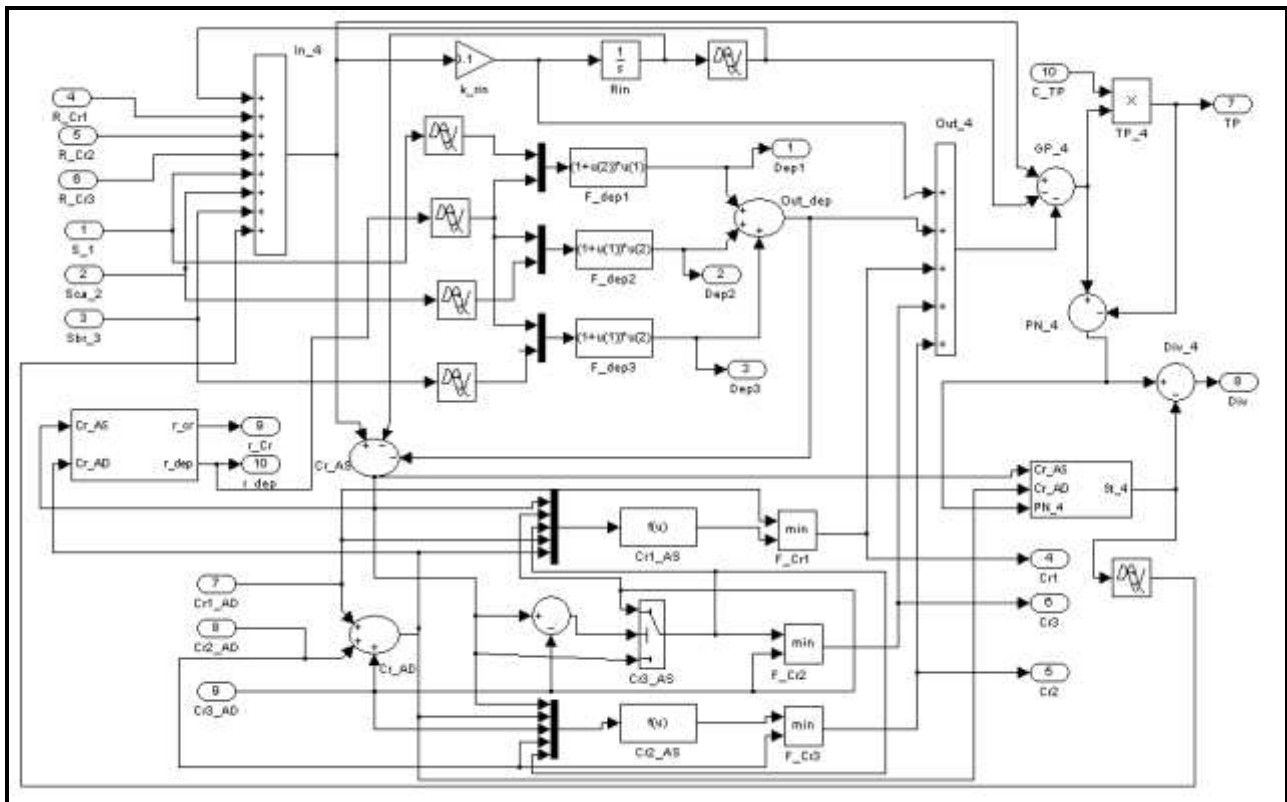 In_4
4
R_Cr1
5
R_Cr2
6
R_Cr3
1
S_1
2
Sca_2
3
Sbr_3
0.1
k_rin
1
s
Rin
10
C_TP
×
TP_4
7
TP
Out_4
GP_4
(1+u(2))*u(1)
F_dep1
1
Dep1
Out_dep
(1+u(1))*u(2)
F_dep2
2
Dep2
(1+u(1))*u(2)
F_dep3
3
Dep3
PN_4
Div_4
8
Div
Cr_AS
r_cr
Cr_AD
r_dep
9
r_Cr
10
r_dep
Cr_AS
Cr_AS
Cr_AD
PN_4
St_4
f(u)
Cr1_AS
min
F_Cr1
4
Cr1
6
Cr3
5
Cr2
7
Cr1_AD
8
Cr2_AD
9
Cr3_AD
Cr_AD
Cr3_AS
min
F_Cr2
f(u)
Cr2_AS
min
F_Cr3